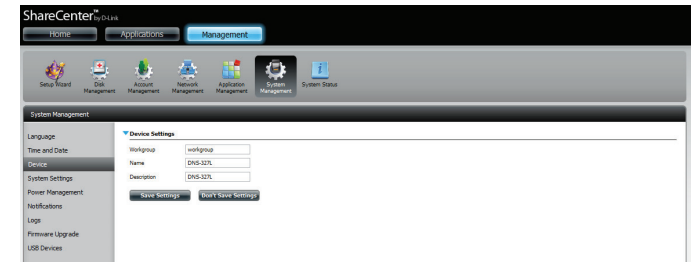 ShareCenter™ by D-Link
Home Applications Management
Setup Wizard Disk Management Account Management Network Management Application Management System Management System Status
System Management
Language
Time and Date
Device
System Settings
Power Management
Notifications
Logs
Firmware Upgrade
USB Devices
Device Settings
Workgroup workgroup
Name DNS-327L
Description DNS-327L
Save Settings Don't Save Settings